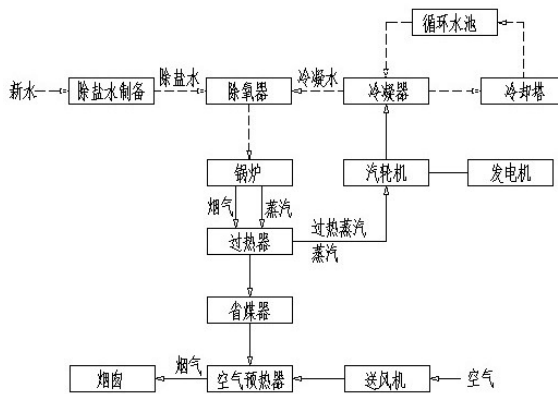 循环水池
新水
除盐水制备
除盐水
除氧器
冷凝水
冷凝器
冷却塔
锅炉
汽轮机
发电机
烟气
蒸汽
过热器
过热蒸汽
蒸汽
省煤器
烟囱
烟气
空气预热器
送风机
空气